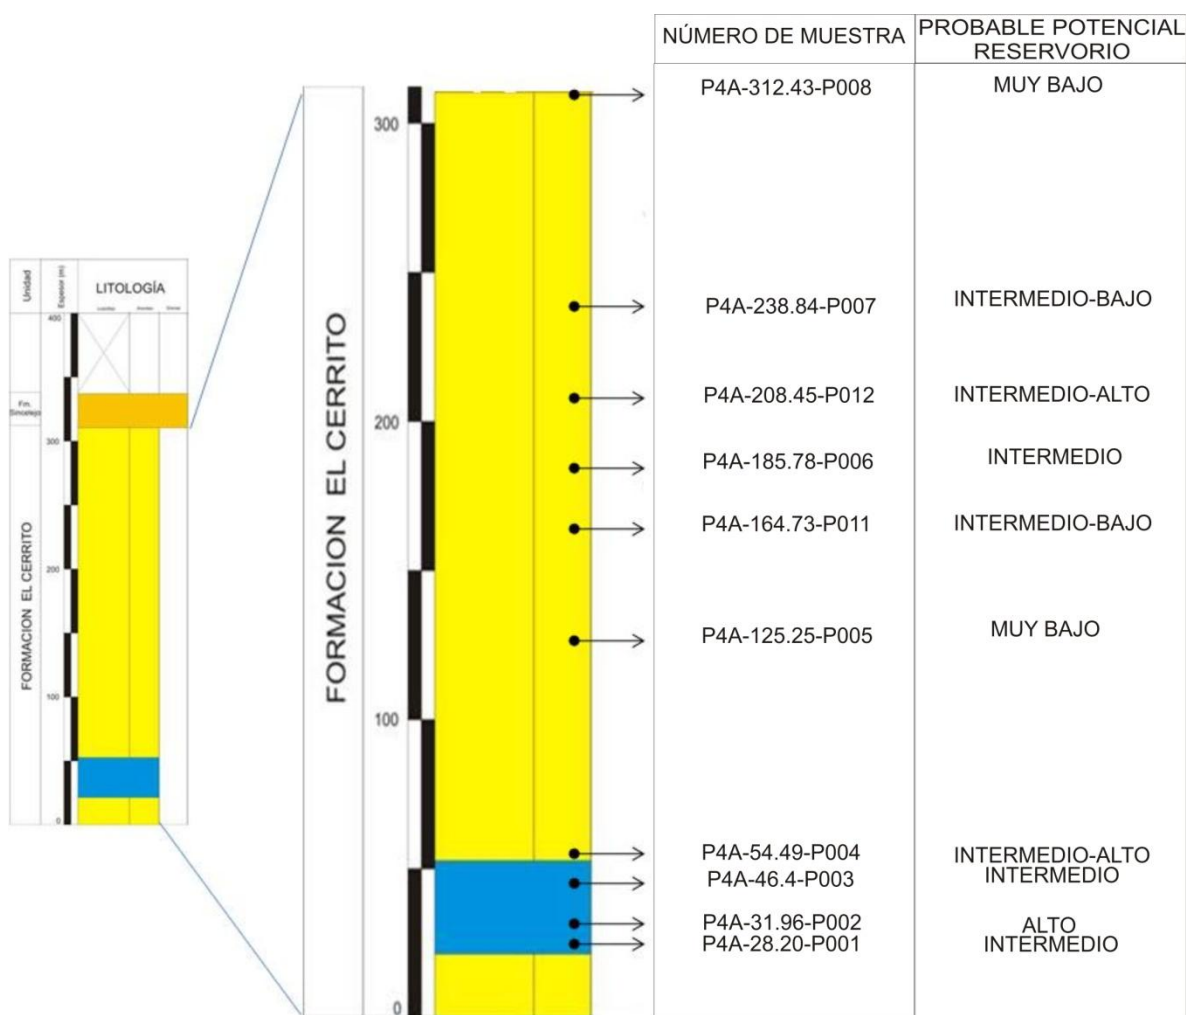 NÚMERO DE MUESTRA
PROBABLE POTENCIAL
RESERVORIO
P4A-312.43-P008
MUY BAJO
P4A-238.84-P007
INTERMEDIO-BAJO
P4A-208.45-P012
INTERMEDIO-ALTO
P4A-185.78-P006
INTERMEDIO
P4A-164.73-P011
INTERMEDIO-BAJO
P4A-125.25-P005
MUY BAJO
P4A-54.49-P004
INTERMEDIO-ALTO
P4A-46.4-P003
INTERMEDIO
P4A-31.96-P002
ALTO
P4A-28.20-P001
INTERMEDIO
FORMACION EL CERRITO
300
200
100
0
Unidad
Espesor (m)
LITOLOGÍA
400
Fm.
Sincelejo
300
200
100
0
FORMACION EL CERRITO